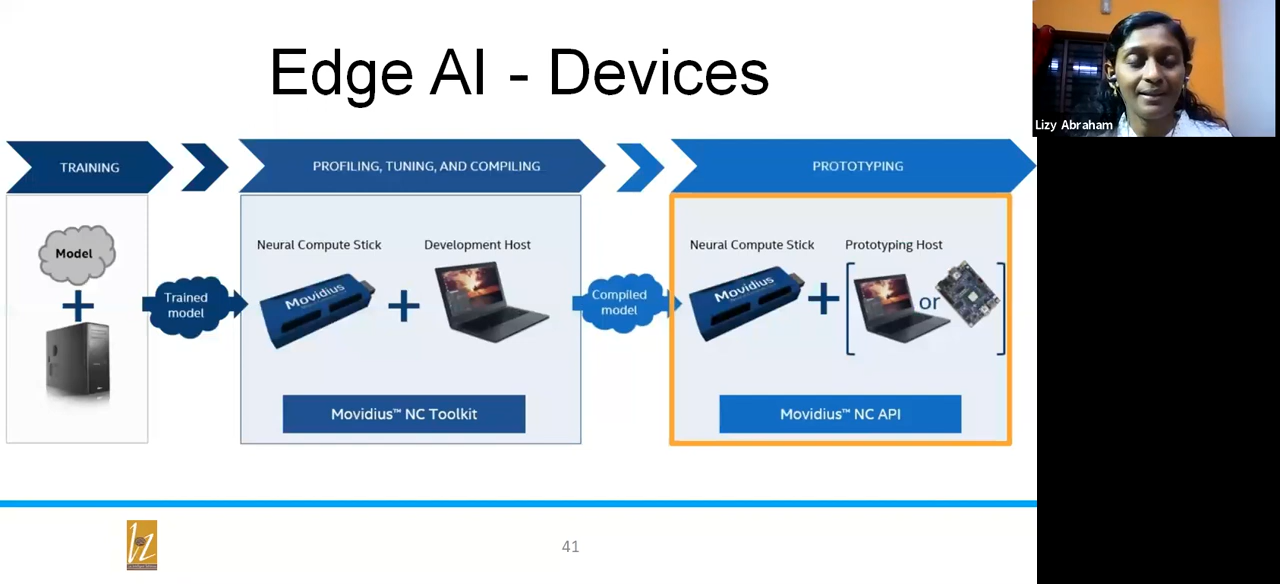 Edge AI - Devices
Lizy Abraham
TRAINING
PROFILING, TUNING, AND COMPILING
PROTOTYPING
Model
Trained
model
Neural Compute Stick
Development Host
Movidius
Movidius™ NC Toolkit
Compiled
model
Neural Compute Stick
Prototyping Host
Movidius
or
Movidius™ NC API
41